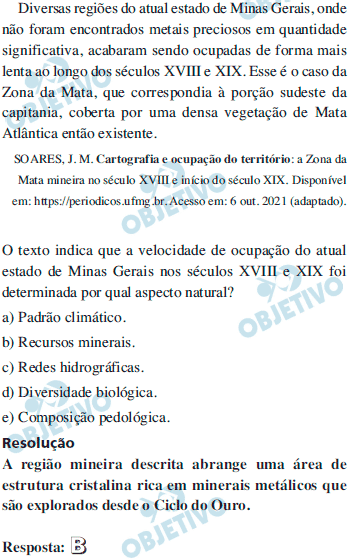 Diversas regiões do atual estado de Minas Gerais, onde
não foram encontrados metais preciosos em quantidade
significativa, acabaram sendo ocupadas de forma mais
lenta ao longo dos séculos XVIII e XIX. Esse é o caso da
Zona da Mata, que correspondia à porção sudeste da
capitania, coberta por uma densa vegetação de Mata
Atlântica então existente.
SOARES, J. M. Cartografia e ocupação do território: a Zona da
Mata mineira no século XVIII e início do século XIX. Disponível
em: https://periodicos.ufmg.br. Acesso em: 6 out. 2021 (adaptado).
O texto indica que a velocidade de ocupação do atual
estado de Minas Gerais nos séculos XVIII e XIX foi
determinada por qual aspecto natural?
a) Padrão climático.
b) Recursos minerais.
c) Redes hidrográficas.
d) Diversidade biológica.
e) Composição pedológica.
Resolução
A região mineira descrita abrange uma área de
estrutura cristalina rica em minerais metálicos que
são explorados desde o Ciclo do Ouro.
Resposta: B
OBJETIVO
OBJETIVO
OBJETIVO
OBJETIVO
OBJETIVO
OBJETIVO